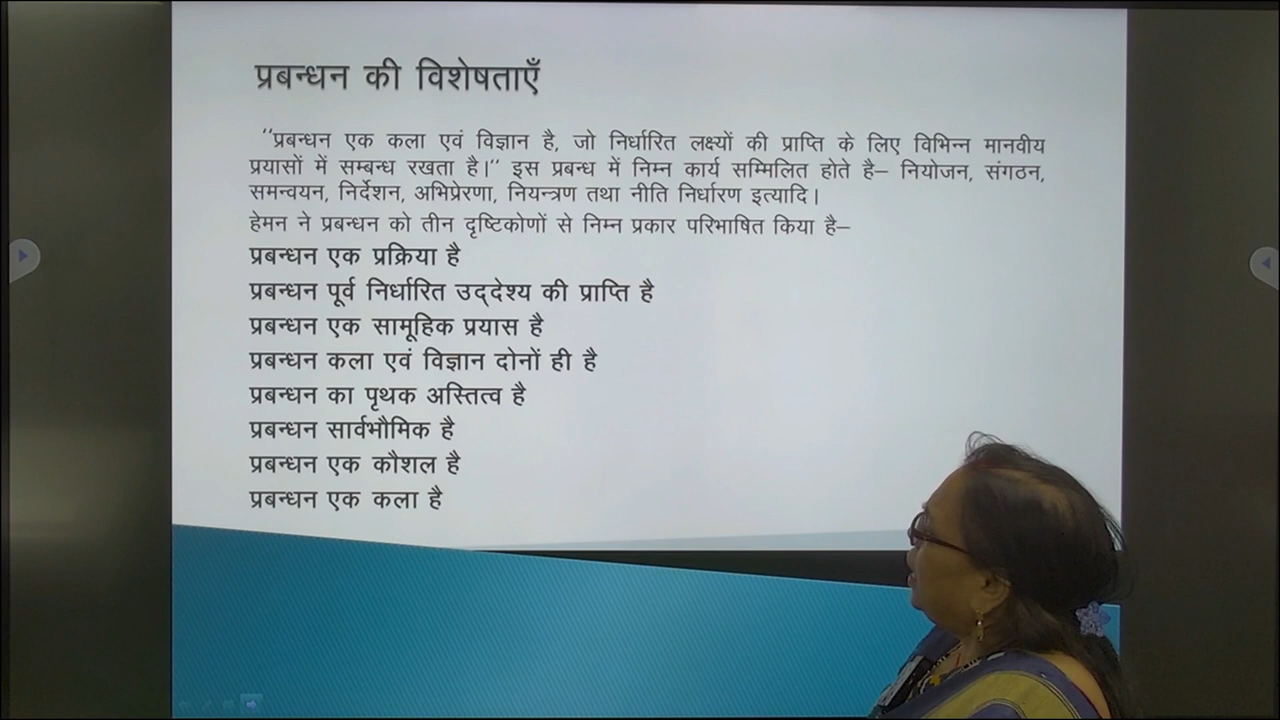 प्रबन्धन की विशेषताएँ
‘‘प्रबन्धन एक कला एवं विज्ञान है, जो निर्धारित लक्ष्यों की प्राप्ति के लिए विभिन्न मानवीय
प्रयासों में सम्बन्ध रखता है।‘‘ इस प्रबन्ध में निम्न कार्य सम्मिलित होते है– नियोजन, संगठन,
समन्वयन, निर्देशन, अभिप्रेरणा, नियन्त्रण तथा नीति निर्धारण इत्यादि।
हेमन ने प्रबन्धन को तीन दृष्टिकोणों से निम्न प्रकार परिभाषित किया है–
प्रबन्धन एक प्रक्रिया है
प्रबन्धन पूर्व निर्धारित उद्‌देश्य की प्राप्ति है
प्रबन्धन एक सामूहिक प्रयास है
प्रबन्धन कला एवं विज्ञान दोनों ही है
प्रबन्धन का पृथक अस्तित्व है
प्रबन्धन सार्वभौमिक है
प्रबन्धन एक कौशल है
प्रबन्धन एक कला है